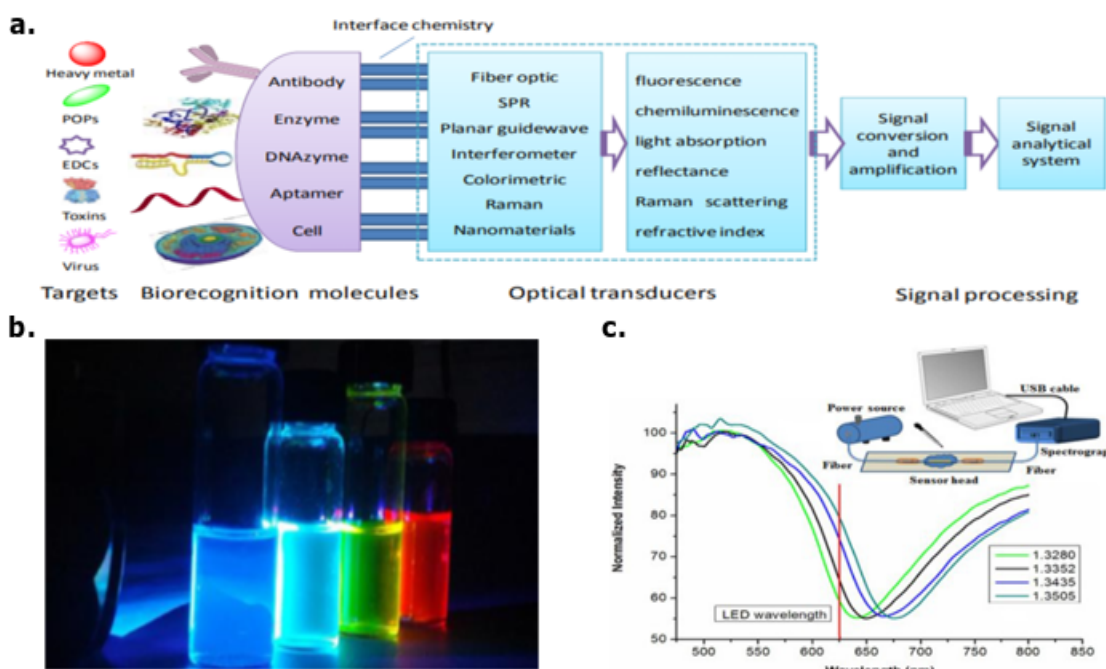 a.
Interface chemistry
Heavy metal
POPs
EDCs
Toxins
Virus
Targets
Antibody
Enzyme
DNAzyme
Aptamer
Cell
Biorecognition molecules
Fiber optic
SPR
Planar guidewave
Interferometer
Colorimetric
Raman
Nanomaterials
fluorescence
chemiluminescence
light absorption
reflectance
Raman scattering
refractive index
Optical transducers
Signal
conversion
and
amplification
Signal
analytical
system
Signal processing
b.
c.
USB cable
Power source
Spectrograp
Fiber
Fiber
Sensor head
Normalized Intensity
100
90
80
70
60
50
LED wavelength
1.3280
1.3352
1.3435
1.3505
500
550
600
650
700
750
800
850
Wavelength (nm)